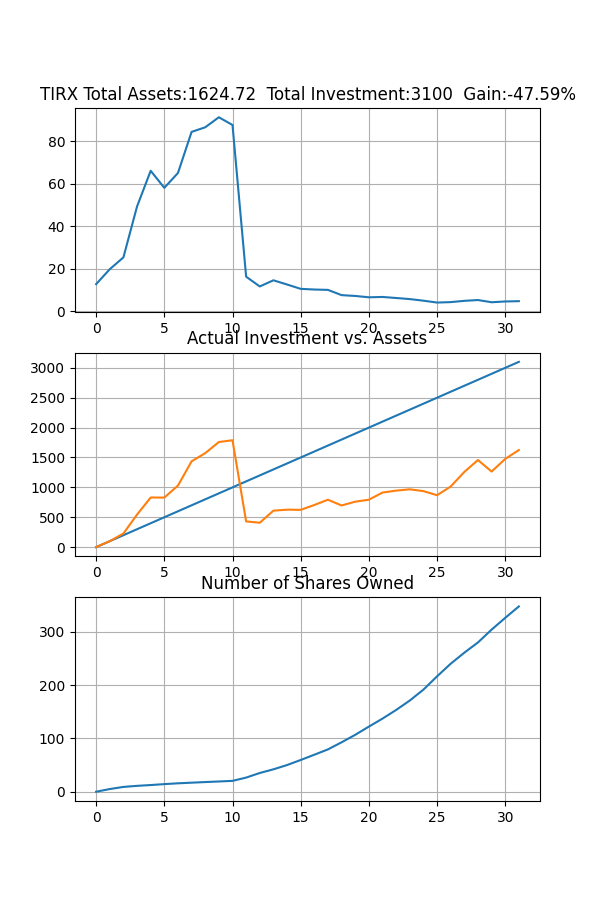 TIRX Total Assets:1624.72  Total Investment:3100  Gain:-47.59%
80
60
40
20
0
0 5 10 15 20 25 30
Actual Investment vs. Assets
3000
2500
2000
1500
1000
500
0
0 5 10 15 20 25 30
Number of Shares Owned
300
200
100
0
0 5 10 15 20 25 30